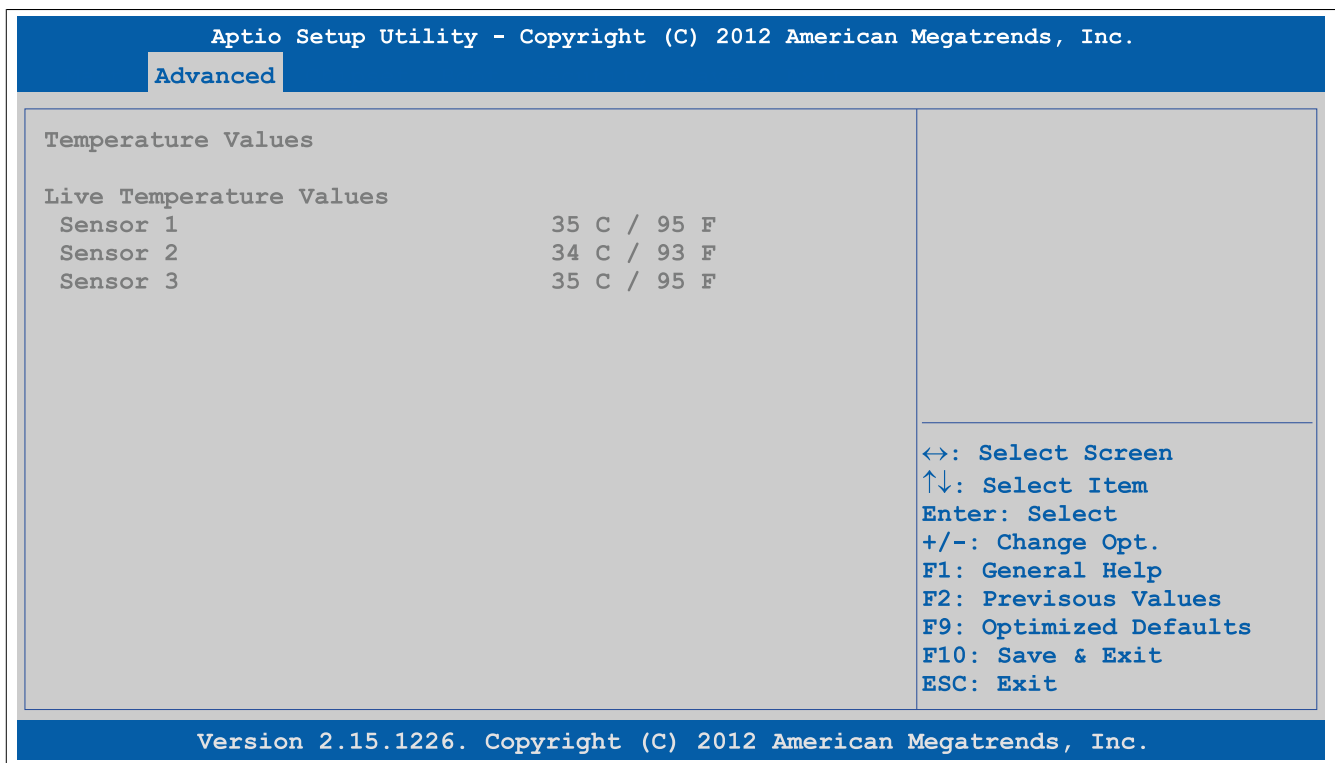 Aptio Setup Utility - Copyright (C) 2012 American Megatrends, Inc.
Advanced
Temperature Values
Live Temperature Values
Sensor 1 35 C / 95 F
Sensor 2 34 C / 93 F
Sensor 3 35 C / 95 F
↔: Select Screen
↑↓: Select Item
Enter: Select
+/-: Change Opt.
F1: General Help
F2: Previsous Values
F9: Optimized Defaults
F10: Save & Exit
ESC: Exit
Version 2.15.1226. Copyright (C) 2012 American Megatrends, Inc.